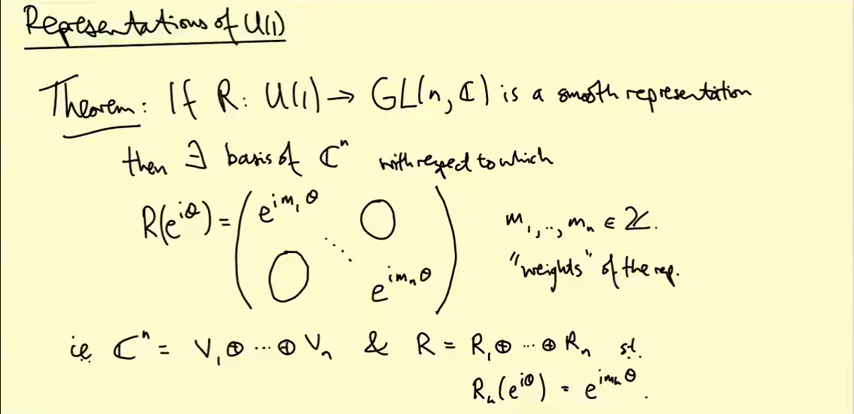 Representations of U(1)
Theorem: If R: U(1) → GL(n, ℂ) is a smooth representation
then ∃ basis of ℂⁿ with respect to which
R(e^{iθ}) = ( e^{im₁θ} 0 ⋱ 0 e^{imₙθ} ) m₁,..,mₙ ∈ ℤ.
"weights" of the rep.
ie ℂⁿ = V₁⊕ ··· ⊕ Vₙ & R = R₁⊕ ··· ⊕ Rₙ st.
Rₖ(e^{iθ}) = e^{imₖθ}.